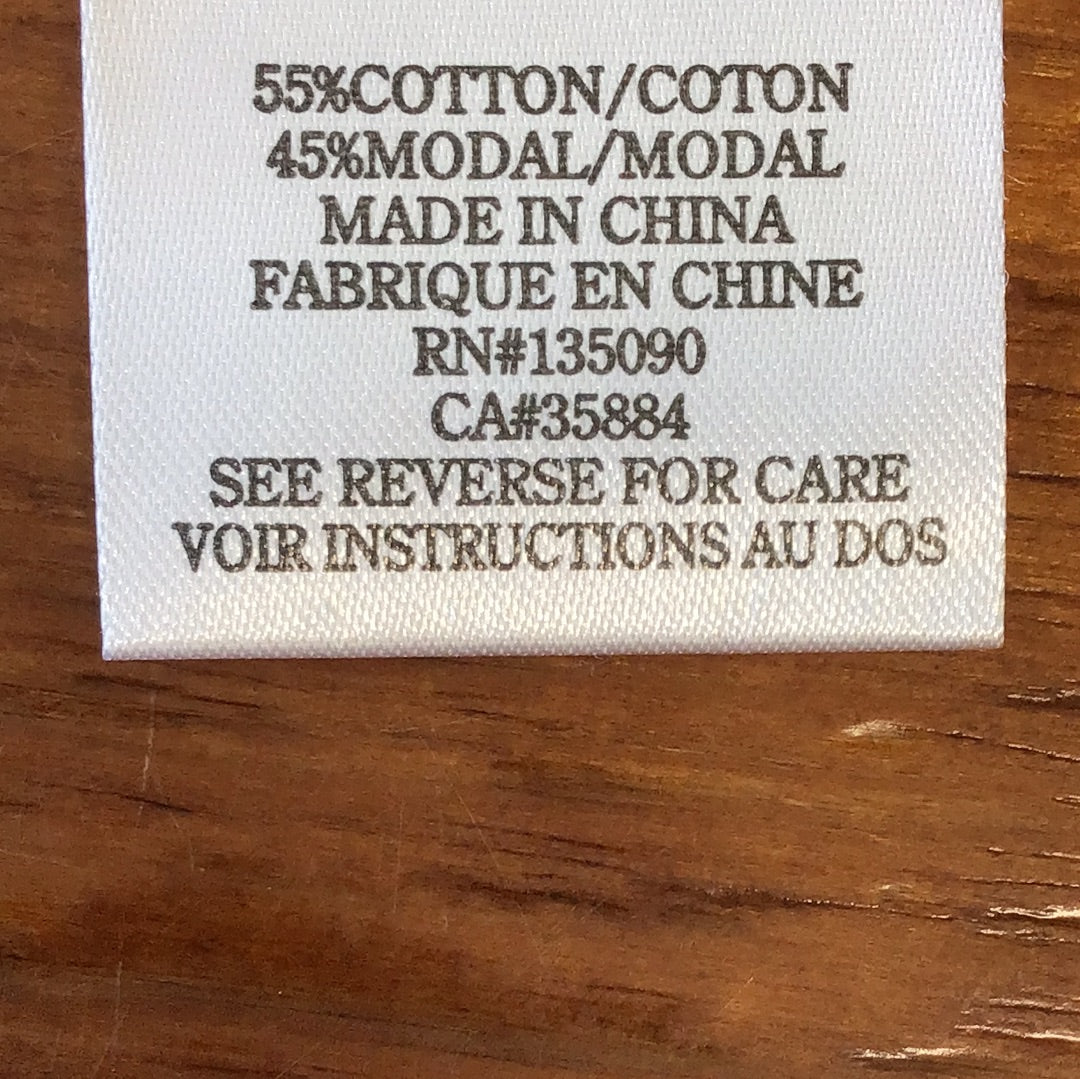 55%COTTON/COTON
45%MODAL/MODAL
MADE IN CHINA
FABRIQUE EN CHINE
RN#135090
CA#35884
SEE REVERSE FOR CARE
VOIR INSTRUCTIONS AU DOS